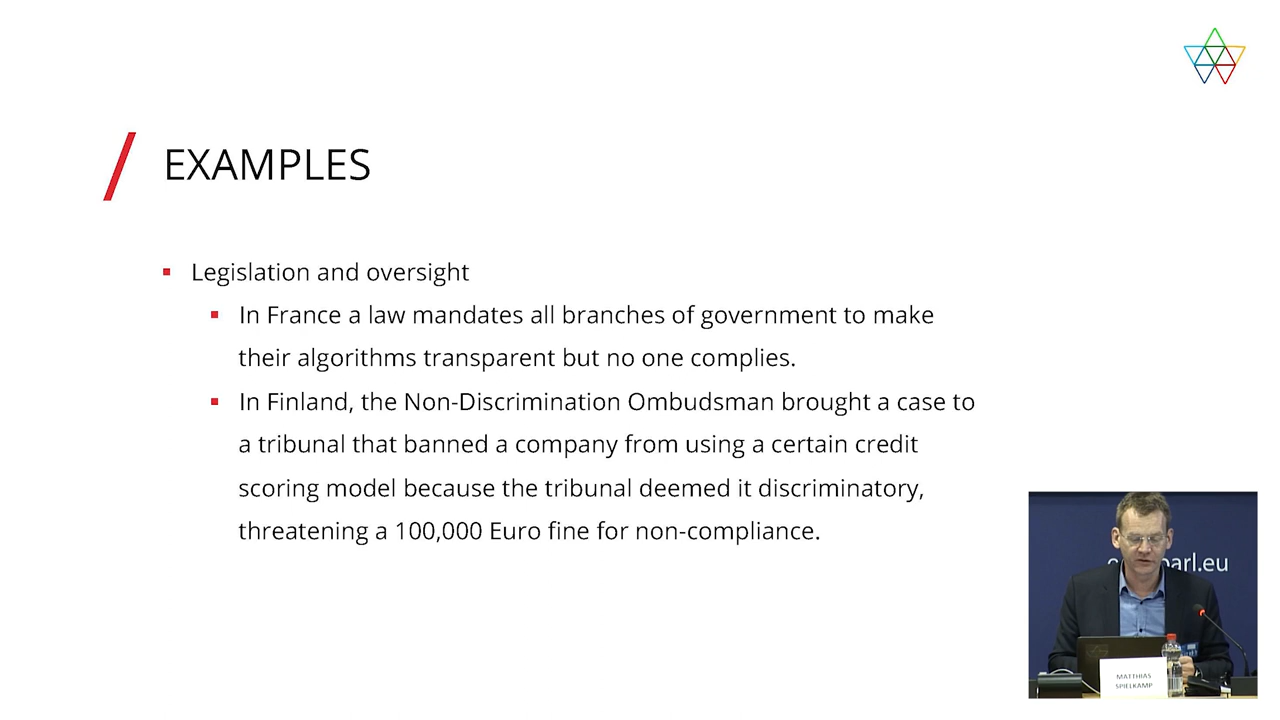 EXAMPLES
Legislation and oversight
In France a law mandates all branches of government to make
their algorithms transparent but no one complies.
In Finland, the Non-Discrimination Ombudsman brought a case to
a tribunal that banned a company from using a certain credit
scoring model because the tribunal deemed it discriminatory,
threatening a 100,000 Euro fine for non-compliance.
arl.eu
MATTHIAS
SPIELKAMP